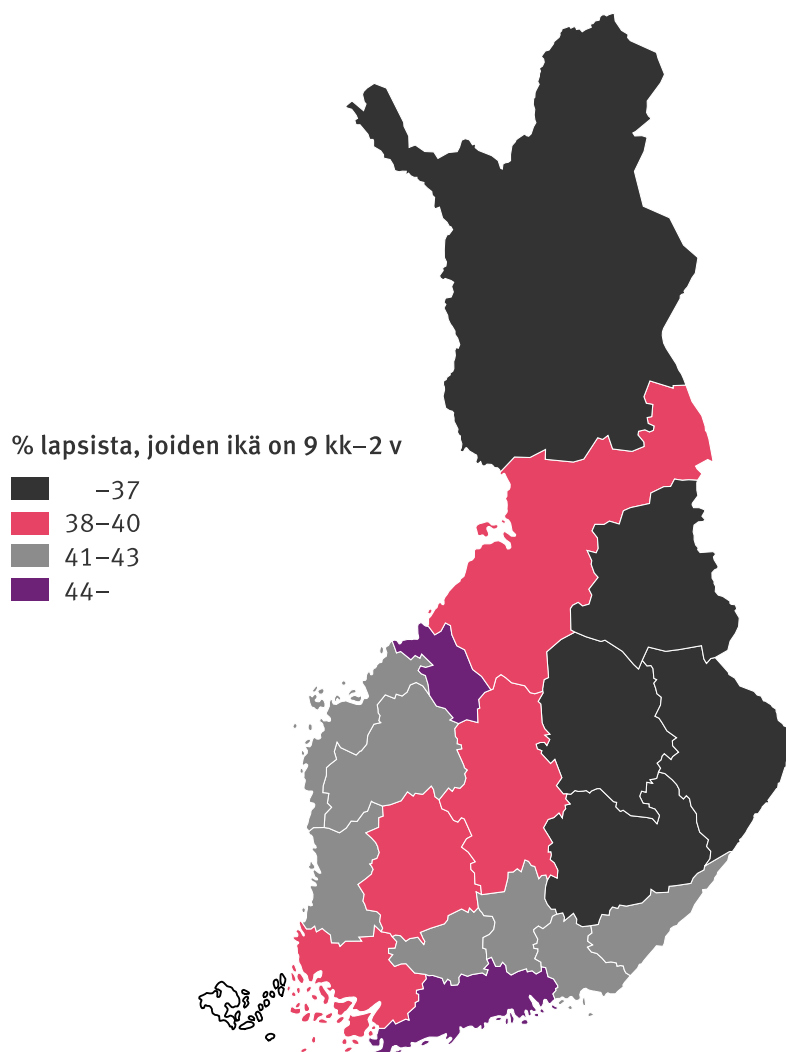 % lapsista, joiden ikä on 9 kk–2 v
–37
38–40
41–43
44–